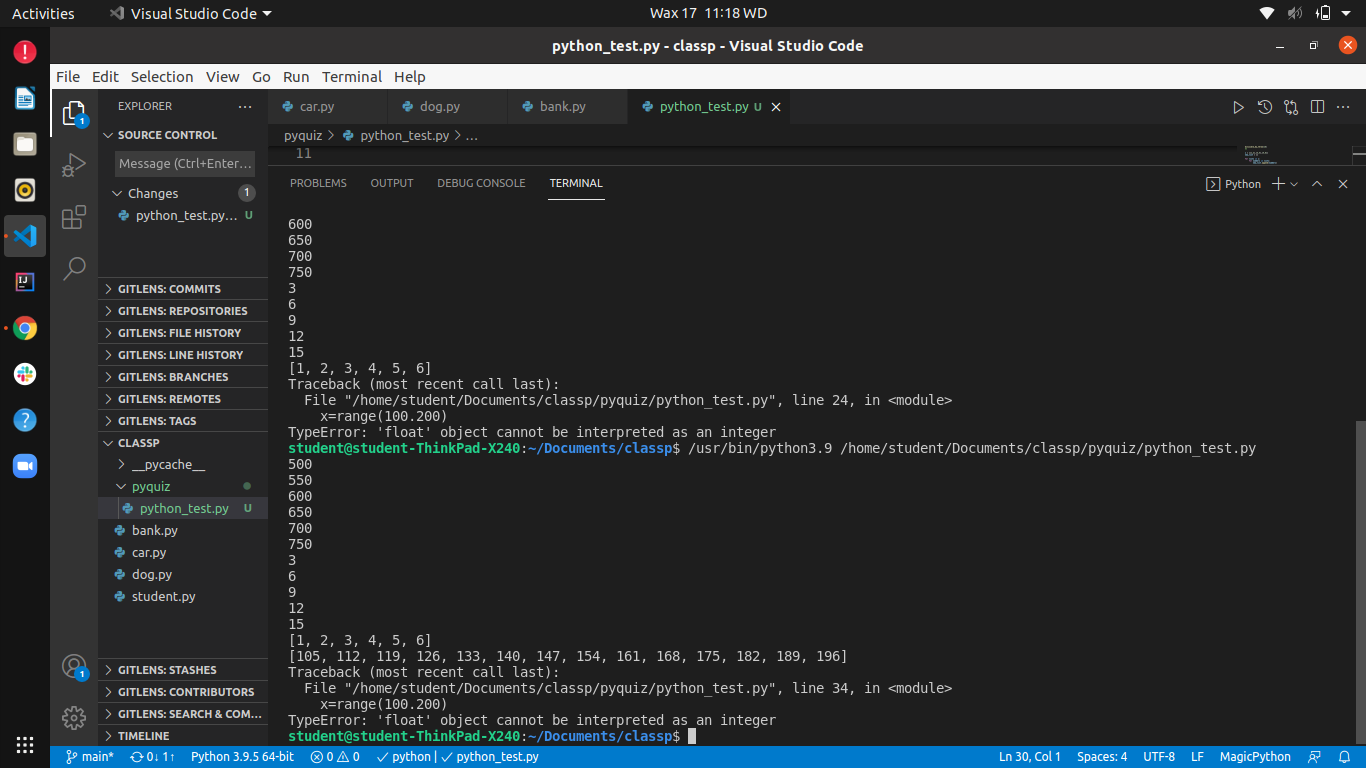 Activities Visual Studio Code Wax 17 11:18 WD
python_test.py - classp - Visual Studio Code
File Edit Selection View Go Run Terminal Help
EXPLORER
SOURCE CONTROL
Message (Ctrl+Enter...
Changes 1
python_test.py... U
GITLENS: COMMITS
GITLENS: REPOSITORIES
GITLENS: FILE HISTORY
GITLENS: LINE HISTORY
GITLENS: BRANCHES
GITLENS: REMOTES
GITLENS: TAGS
CLASSP
__pycache__
pyquiz
python_test.py U
bank.py
car.py
dog.py
student.py
GITLENS: STASHES
GITLENS: CONTRIBUTORS
GITLENS: SEARCH & COM...
TIMELINE
car.py dog.py bank.py python_test.py U
pyquiz > python_test.py > ...
11
PROBLEMS OUTPUT DEBUG CONSOLE TERMINAL Python
600
650
700
750
3
6
9
12
15
[1, 2, 3, 4, 5, 6]
Traceback (most recent call last):
File "/home/student/Documents/classp/pyquiz/python_test.py", line 24, in <module>
x=range(100.200)
TypeError: 'float' object cannot be interpreted as an integer
student@student-ThinkPad-X240:~/Documents/classp$ /usr/bin/python3.9 /home/student/Documents/classp/pyquiz/python_test.py
500
550
600
650
700
750
3
6
9
12
15
[1, 2, 3, 4, 5, 6]
[105, 112, 119, 126, 133, 140, 147, 154, 161, 168, 175, 182, 189, 196]
Traceback (most recent call last):
File "/home/student/Documents/classp/pyquiz/python_test.py", line 34, in <module>
x=range(100.200)
TypeError: 'float' object cannot be interpreted as an integer
student@student-ThinkPad-X240:~/Documents/classp$
main* 0↓ 1↑ Python 3.9.5 64-bit 0 0 python | python_test.py Ln 30, Col 1 Spaces: 4 UTF-8 LF MagicPython